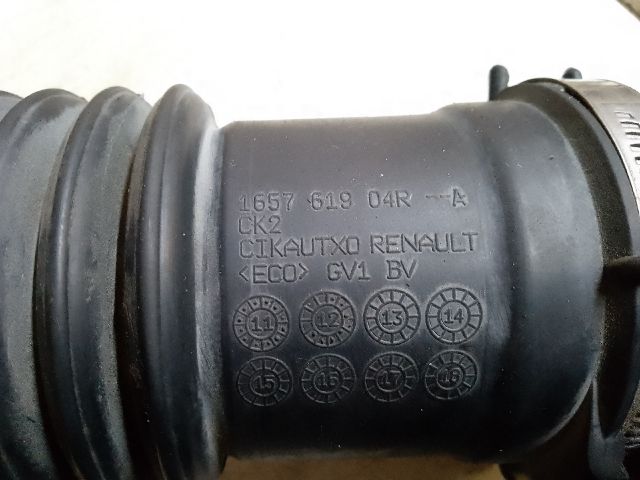 1657 619 04R --A
CK2
CIKAUTXO RENAULT
<ECO> GV1 BV
11 12 13 14
15 16 17 18